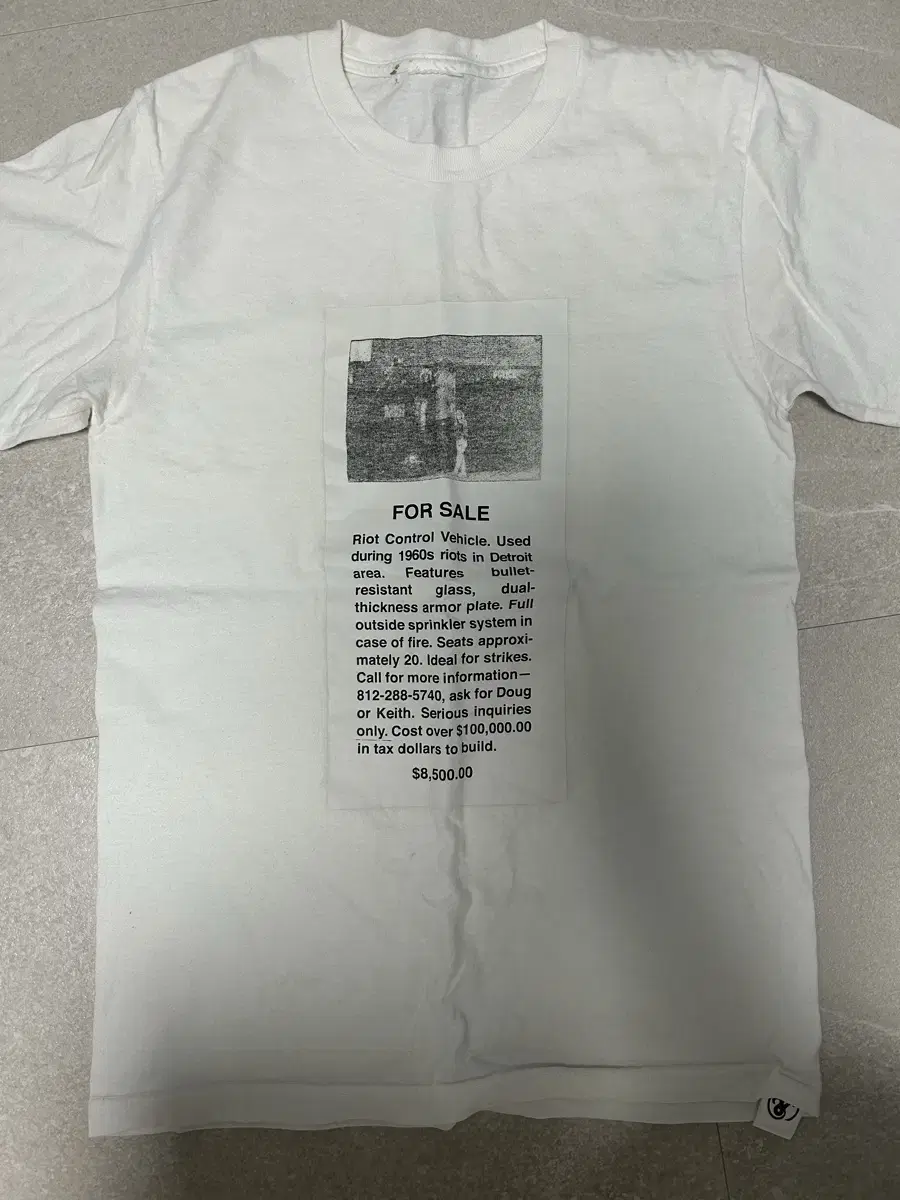 FOR SALE
Riot Control Vehicle. Used
during 1960s riots in Detroit
area. Features bullet-
resistant glass, dual-
thickness armor plate. Full
outside sprinkler system in
case of fire. Seats approxi-
mately 20. Ideal for strikes.
Call for more information—
812-288-5740, ask for Doug
or Keith. Serious inquiries
only. Cost over $100,000.00
in tax dollars to build.
$8,500.00